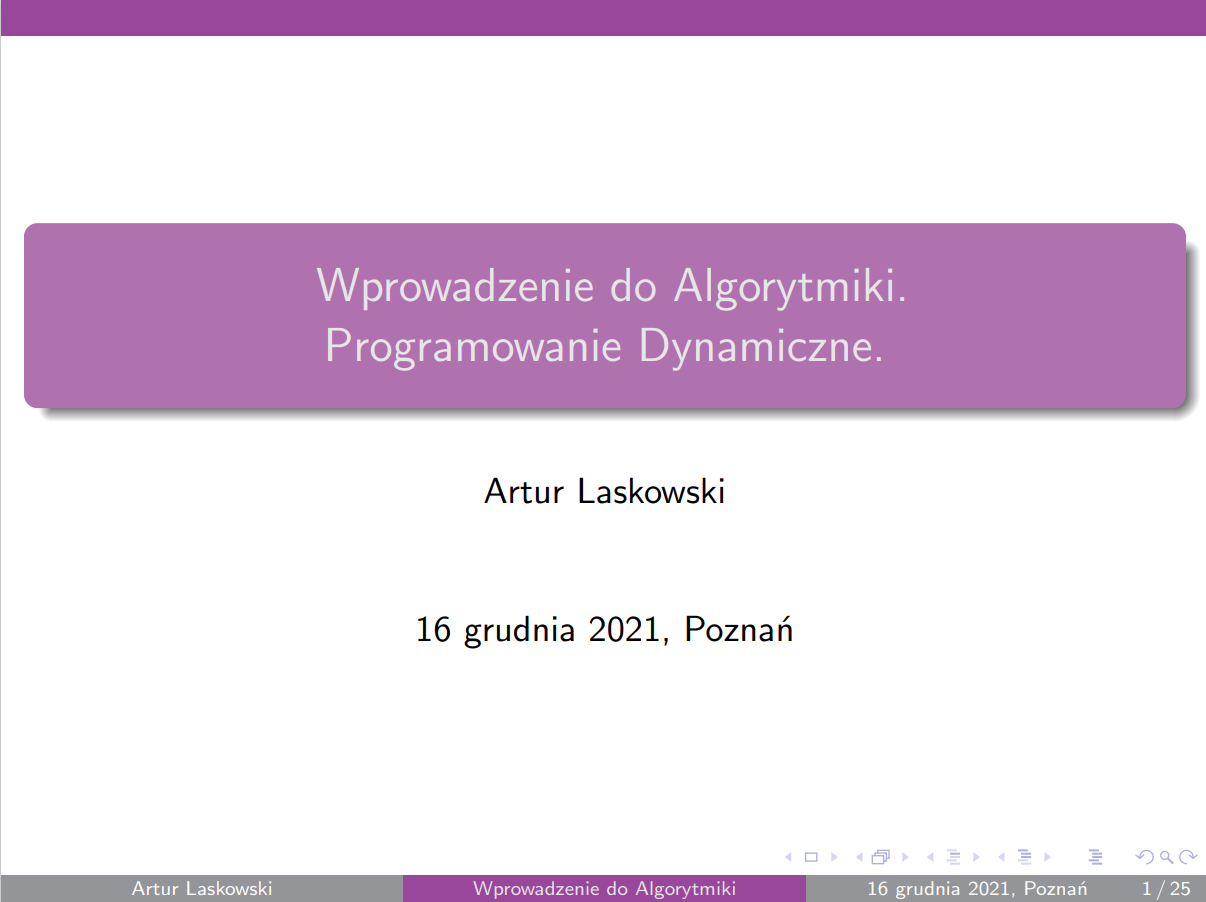 Wprowadzenie do Algorytmiki.
Programowanie Dynamiczne.
Artur Laskowski
16 grudnia 2021, Poznań
Artur Laskowski
Wprowadzenie do Algorytmiki
16 grudnia 2021, Poznań
1 / 25